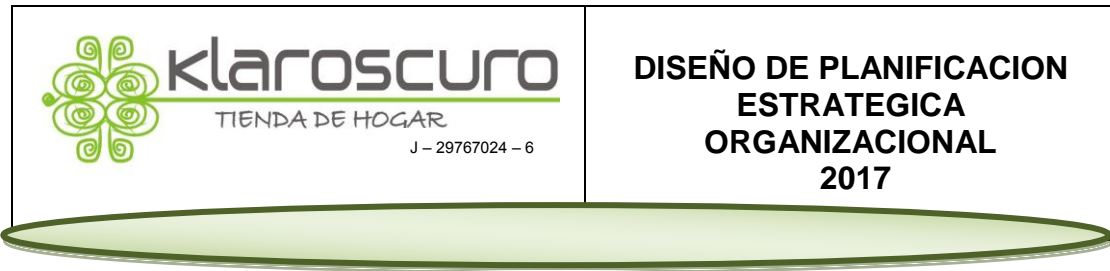 Klaroscuro
TIENDA DE HOGAR
J – 29767024 – 6
DISEÑO DE PLANIFICACION
ESTRATEGICA
ORGANIZACIONAL
2017